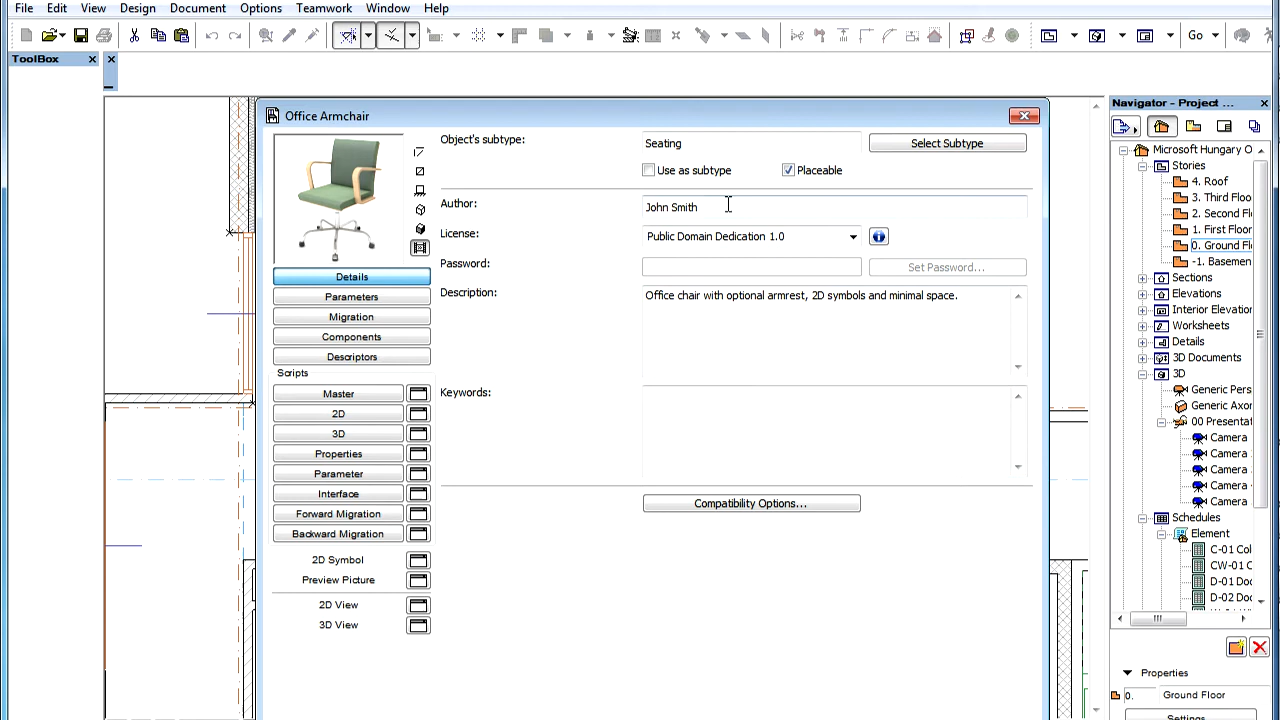 File Edit View Design Document Options Teamwork Window Help
Go
ToolBox
Office Armchair
Object's subtype:
Seating
Select Subtype
Use as subtype
Placeable
Author:
John Smith
License:
Public Domain Dedication 1.0
Password:
Set Password...
Description:
Office chair with optional armrest, 2D symbols and minimal space.
Keywords:
Compatibility Options...
Details
Parameters
Migration
Components
Descriptors
Scripts
Master
2D
3D
Properties
Parameter
Interface
Forward Migration
Backward Migration
2D Symbol
Preview Picture
2D View
3D View
Navigator - Project ...
Microsoft Hungary O
Stories
4. Roof
3. Third Floo
2. Second Fl
1. First Floor
0. Ground Fl
-1. Basemen
Sections
Elevations
Interior Elevation
Worksheets
Details
3D Documents
3D
Generic Pers
Generic Axor
00 Presentat
Camera
Camera
Camera
Camera
Camera
Schedules
Element
C-01 Col
CW-01 C
D-01 Doo
D-02 Doo
Properties
0. Ground Floor
Settings...